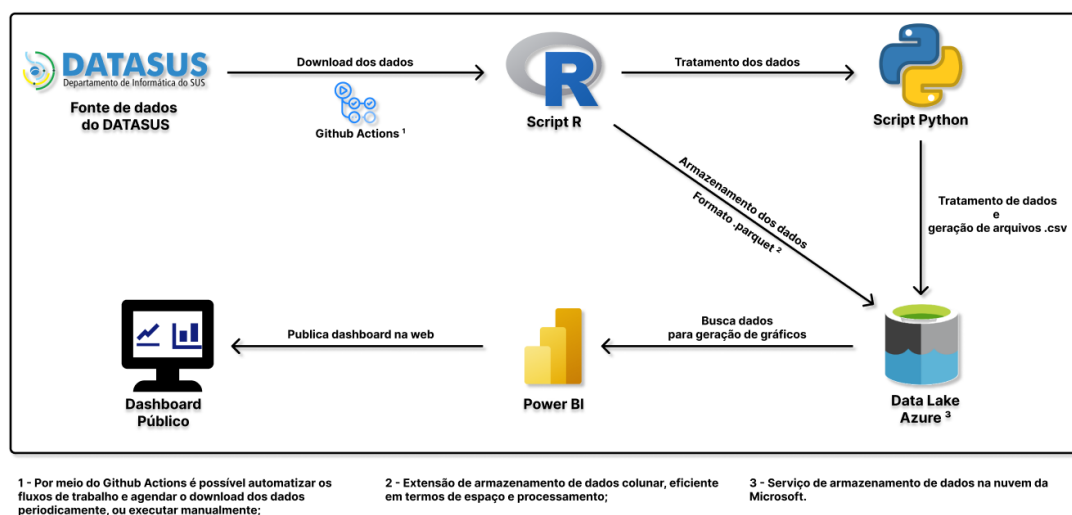 DATASUS
Departamento de Informática do SUS
Fonte de dados
do DATASUS
Download dos dados
Github Actions ¹
R
Script R
Tratamento dos dados
Script Python
Armazenamento dos dados
Formato .parquet ²
Tratamento de dados
e
geração de arquivos .csv
Data Lake
Azure ³
Busca dados
para geração de gráficos
Power BI
Publica dashboard na web
Dashboard
Público
1 - Por meio do Github Actions é possível automatizar os
fluxos de trabalho e agendar o download dos dados
periodicamente, ou executar manualmente;
2 - Extensão de armazenamento de dados colunar, eficiente
em termos de espaço e processamento;
3 - Serviço de armazenamento de dados na nuvem da
Microsoft.